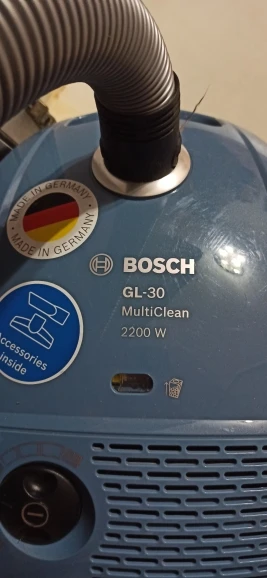 MADE IN GERMANY
MADE IN GERMANY
BOSCH
GL-30
MultiClean
2200 W
Accessories
inside